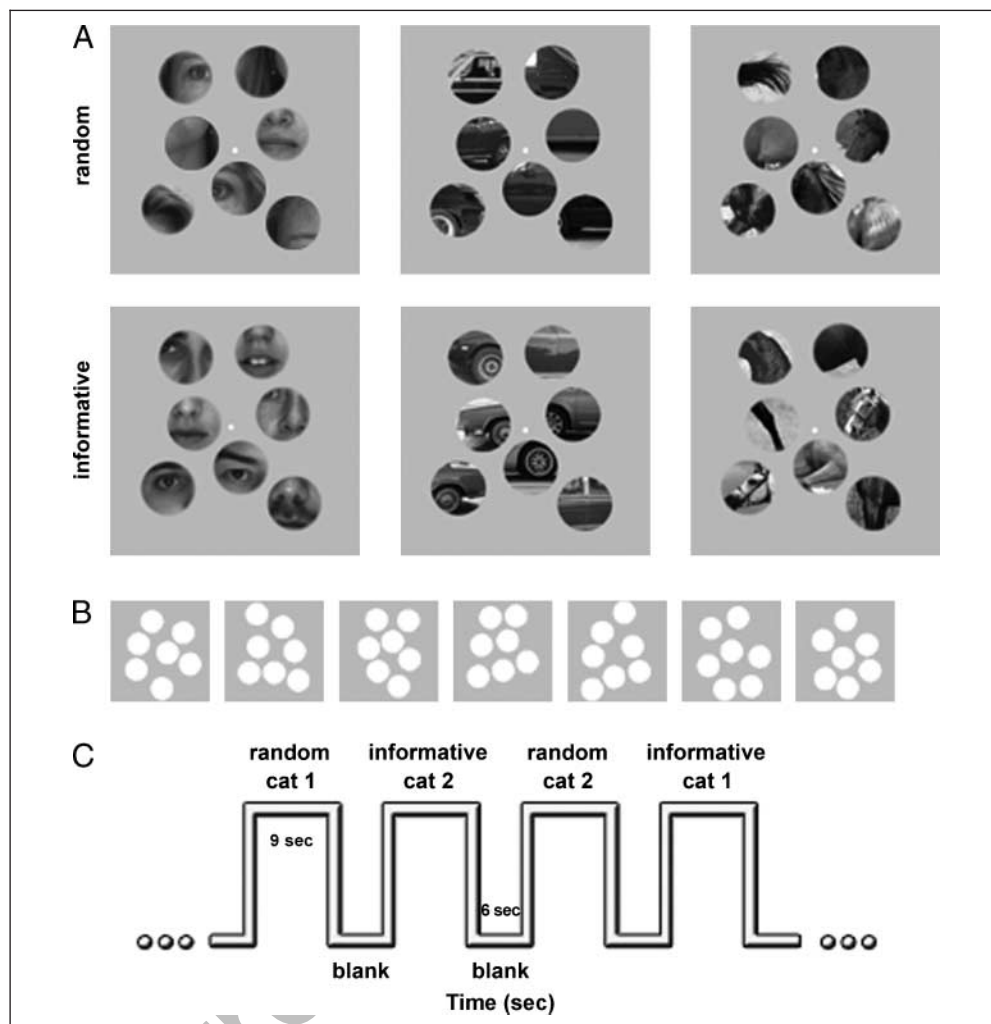 A
random
informative
B
C
random informative random informative
cat 1 cat 2 cat 2 cat 1
9 sec
6 sec
blank blank
Time (sec)